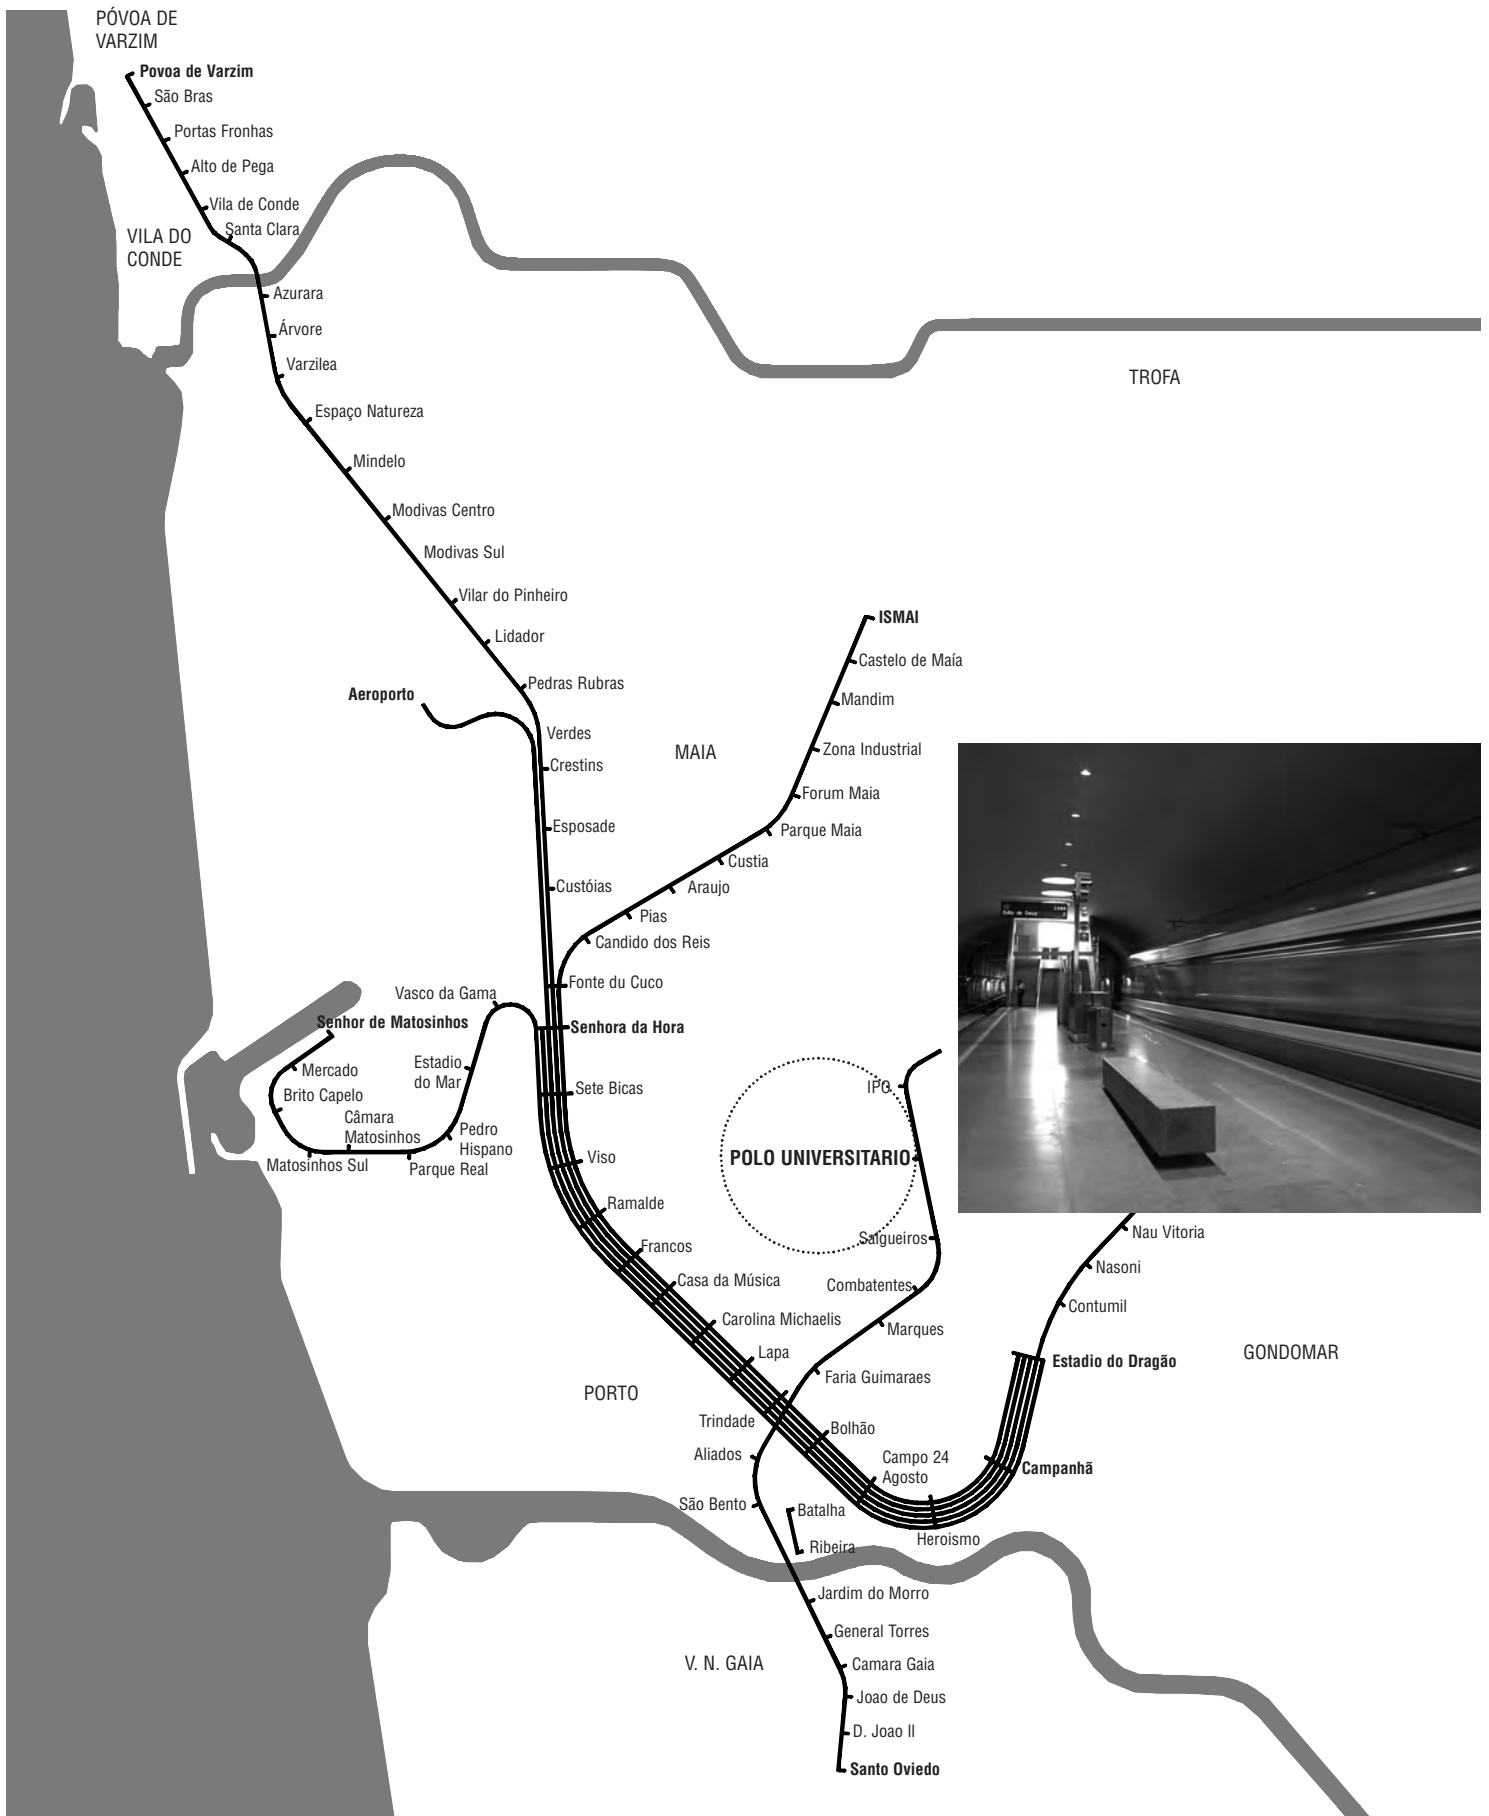 PÓVOA DE
VARZIM
Povoa de Varzim
São Bras
Portas Fronhas
Alto de Pega
Vila de Conde
Santa Clara
VILA DO
CONDE
Azurara
Árvore
Varzilea
TROFA
Espaço Natureza
Mindelo
Modivas Centro
Modivas Sul
Vilar do Pinheiro
Lidador
Pedras Rubras
Aeroporto
Verdes
Crestins
Esposade
Custóias
ISMAI
Castelo de Maía
Mandim
Zona Industrial
MAIA
Forum Maia
Parque Maia
Custia
Araujo
Pias
Candido dos Reis
Fonte du Cuco
Vasco da Gama
Senhor de Matosinhos
Senhora da Hora
Mercado
Estadio
do Mar
Brito Capelo
Câmara
Matosinhos
Pedro
Hispano
Matosinhos Sul
Parque Real
Sete Bicas
IPO
Viso
POLO UNIVERSITARIO
Ramalde
Francos
Salgueiros
Casa da Música
Combatentes
Carolina Michaelis
Marques
Lapa
Faria Guimaraes
Nau Vitoria
Nasoni
Contumil
Estadio do Dragão
GONDOMAR
PORTO
Trindade
Bolhão
Aliados
Campo 24
Agosto
Campanhã
São Bento
Batalha
Heroismo
Ribeira
Jardim do Morro
General Torres
V. N. GAIA
Camara Gaia
Joao de Deus
D. Joao II
Santo Oviedo